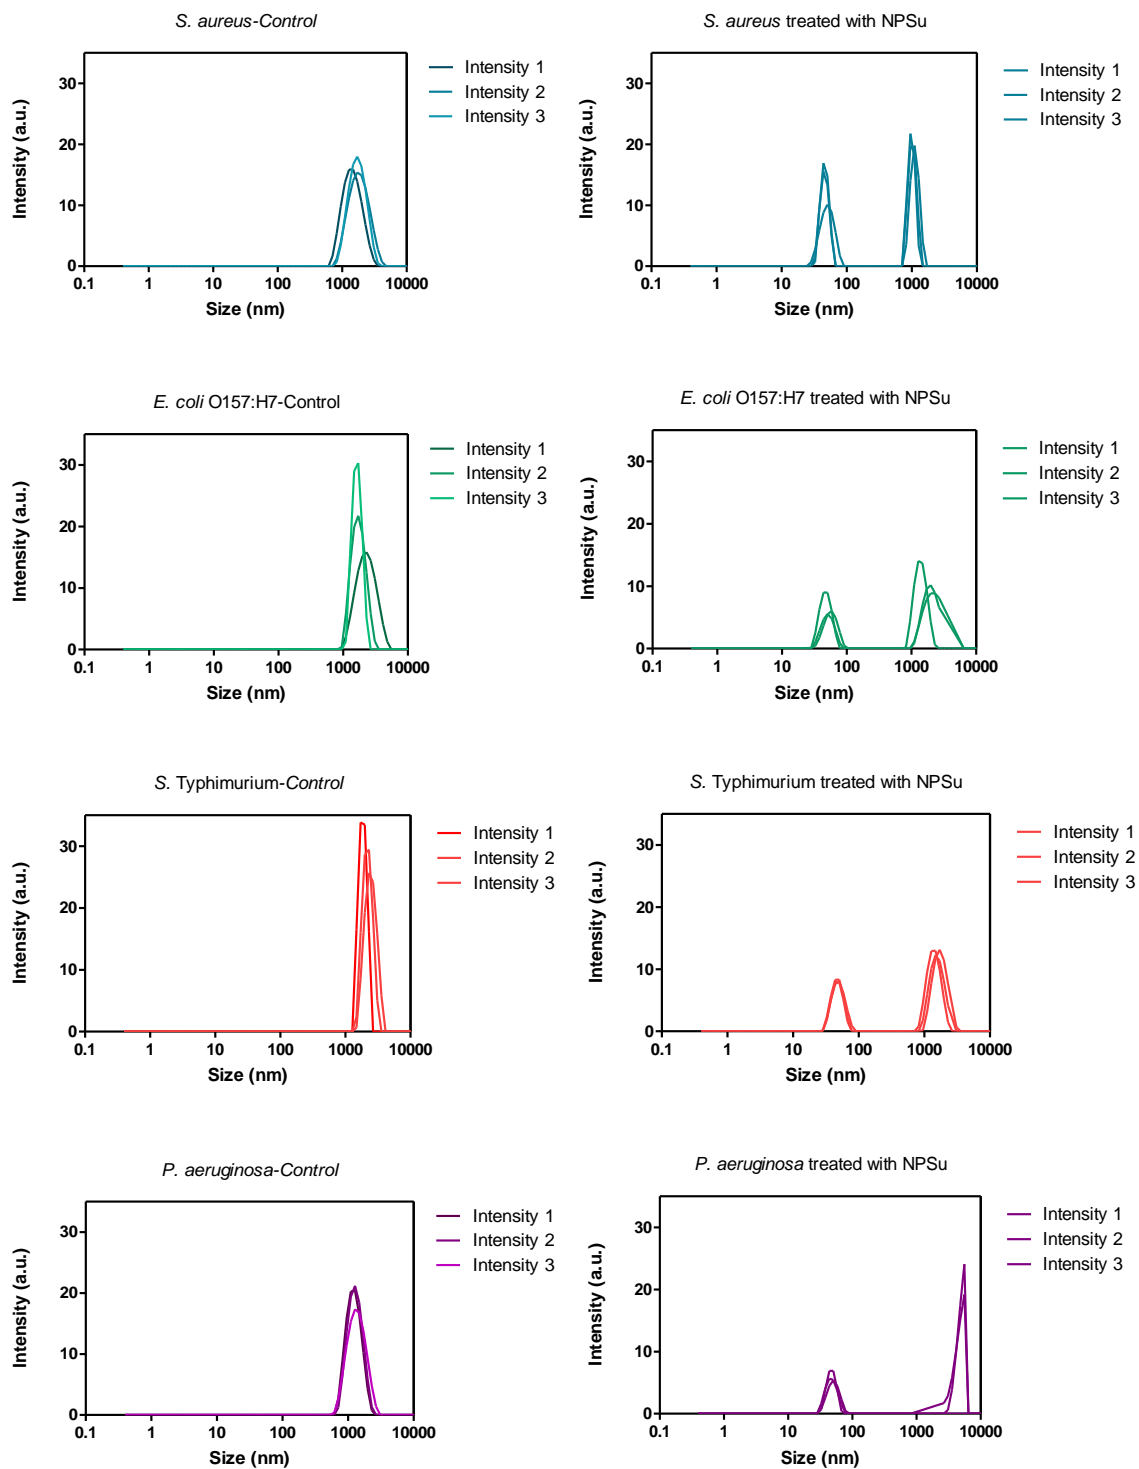 S. aureus-Control
Intensity (a.u.)
30
20
10
0
0.1 1 10 100 1000 10000
Size (nm)
Intensity 1
Intensity 2
Intensity 3
S. aureus treated with NPSu
Intensity (a.u.)
30
20
10
0
0.1 1 10 100 1000 10000
Size (nm)
Intensity 1
Intensity 2
Intensity 3
E. coli O157:H7-Control
Intensity (a.u.)
30
20
10
0
0.1 1 10 100 1000 10000
Size (nm)
Intensity 1
Intensity 2
Intensity 3
E. coli O157:H7 treated with NPSu
Intensity (a.u.)
30
20
10
0
0.1 1 10 100 1000 10000
Size (nm)
Intensity 1
Intensity 2
Intensity 3
S. Typhimurium-Control
Intensity (a.u.)
30
20
10
0
0.1 1 10 100 1000 10000
Size (nm)
Intensity 1
Intensity 2
Intensity 3
S. Typhimurium treated with NPSu
Intensity (a.u.)
30
20
10
0
0.1 1 10 100 1000 10000
Size (nm)
Intensity 1
Intensity 2
Intensity 3
P. aeruginosa-Control
Intensity (a.u.)
30
20
10
0
0.1 1 10 100 1000 10000
Size (nm)
Intensity 1
Intensity 2
Intensity 3
P. aeruginosa treated with NPSu
Intensity (a.u.)
30
20
10
0
0.1 1 10 100 1000 10000
Size (nm)
Intensity 1
Intensity 2
Intensity 3